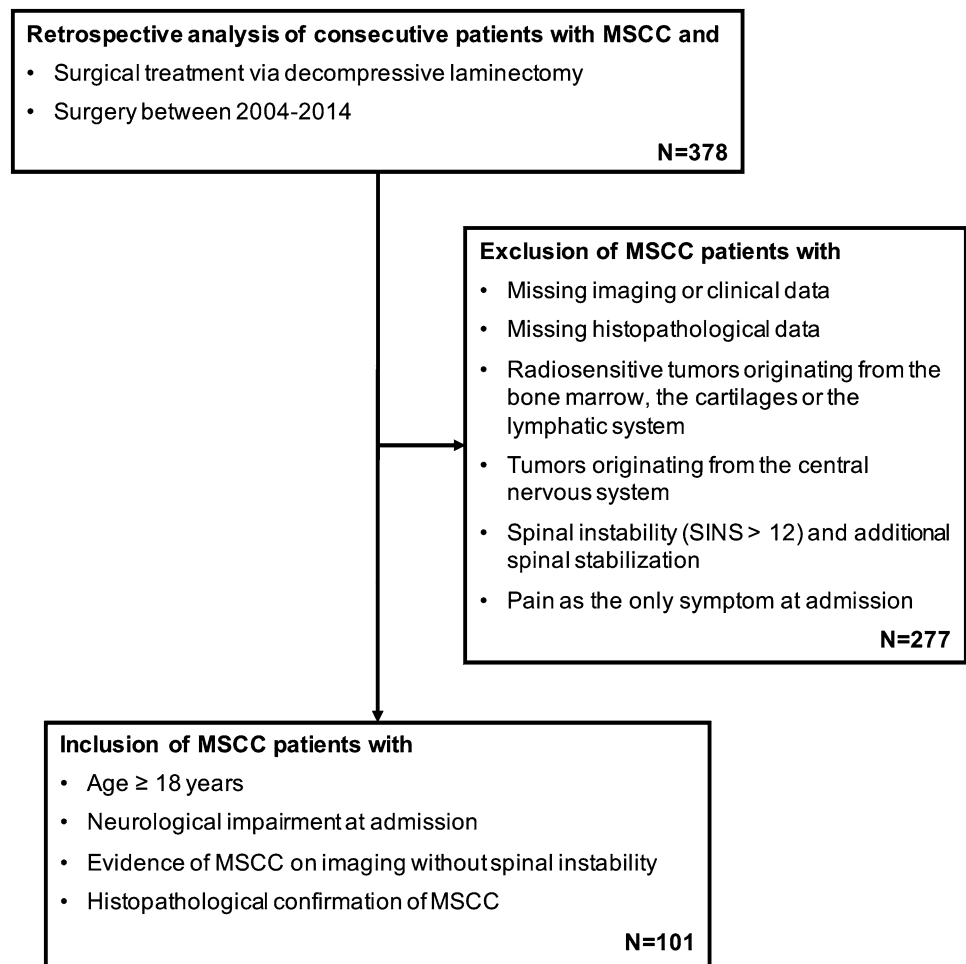 Retrospective analysis of consecutive patients with MSCC and
• Surgical treatment via decompressive laminectomy
• Surgery between 2004-2014
N=378
Exclusion of MSCC patients with
• Missing imaging or clinical data
• Missing histopathological data
• Radiosensitive tumors originating from the
bone marrow, the cartilages or the
lymphatic system
• Tumors originating from the central
nervous system
• Spinal instability (SINS > 12) and additional
spinal stabilization
• Pain as the only symptom at admission
N=277
Inclusion of MSCC patients with
• Age ≥ 18 years
• Neurological impairment at admission
• Evidence of MSCC on imaging without spinal instability
• Histopathological confirmation of MSCC
N=101